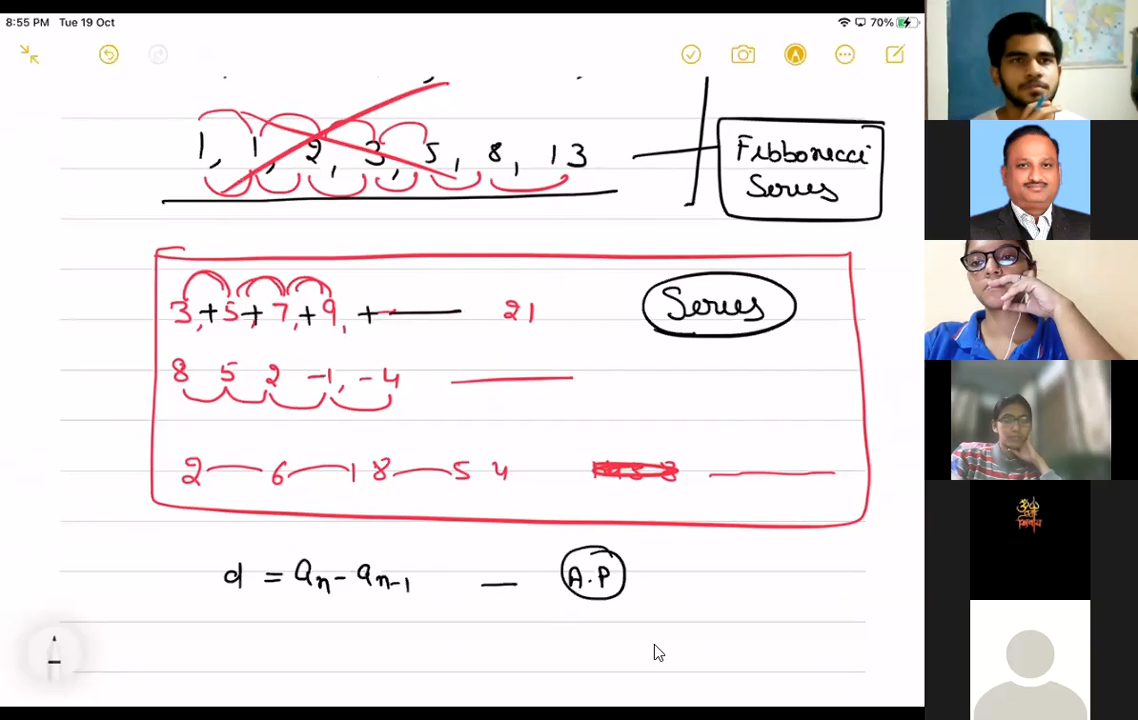 8:55 PM Tue 19 Oct
70%
1, 1, 2, 3, 5, 8, 13
Fibbonicci
Series
3, + 5 + 7, + 9, + 21
Series
8 5 2 -1, -4
2 6 18 54
d = an - an-1 — A.P